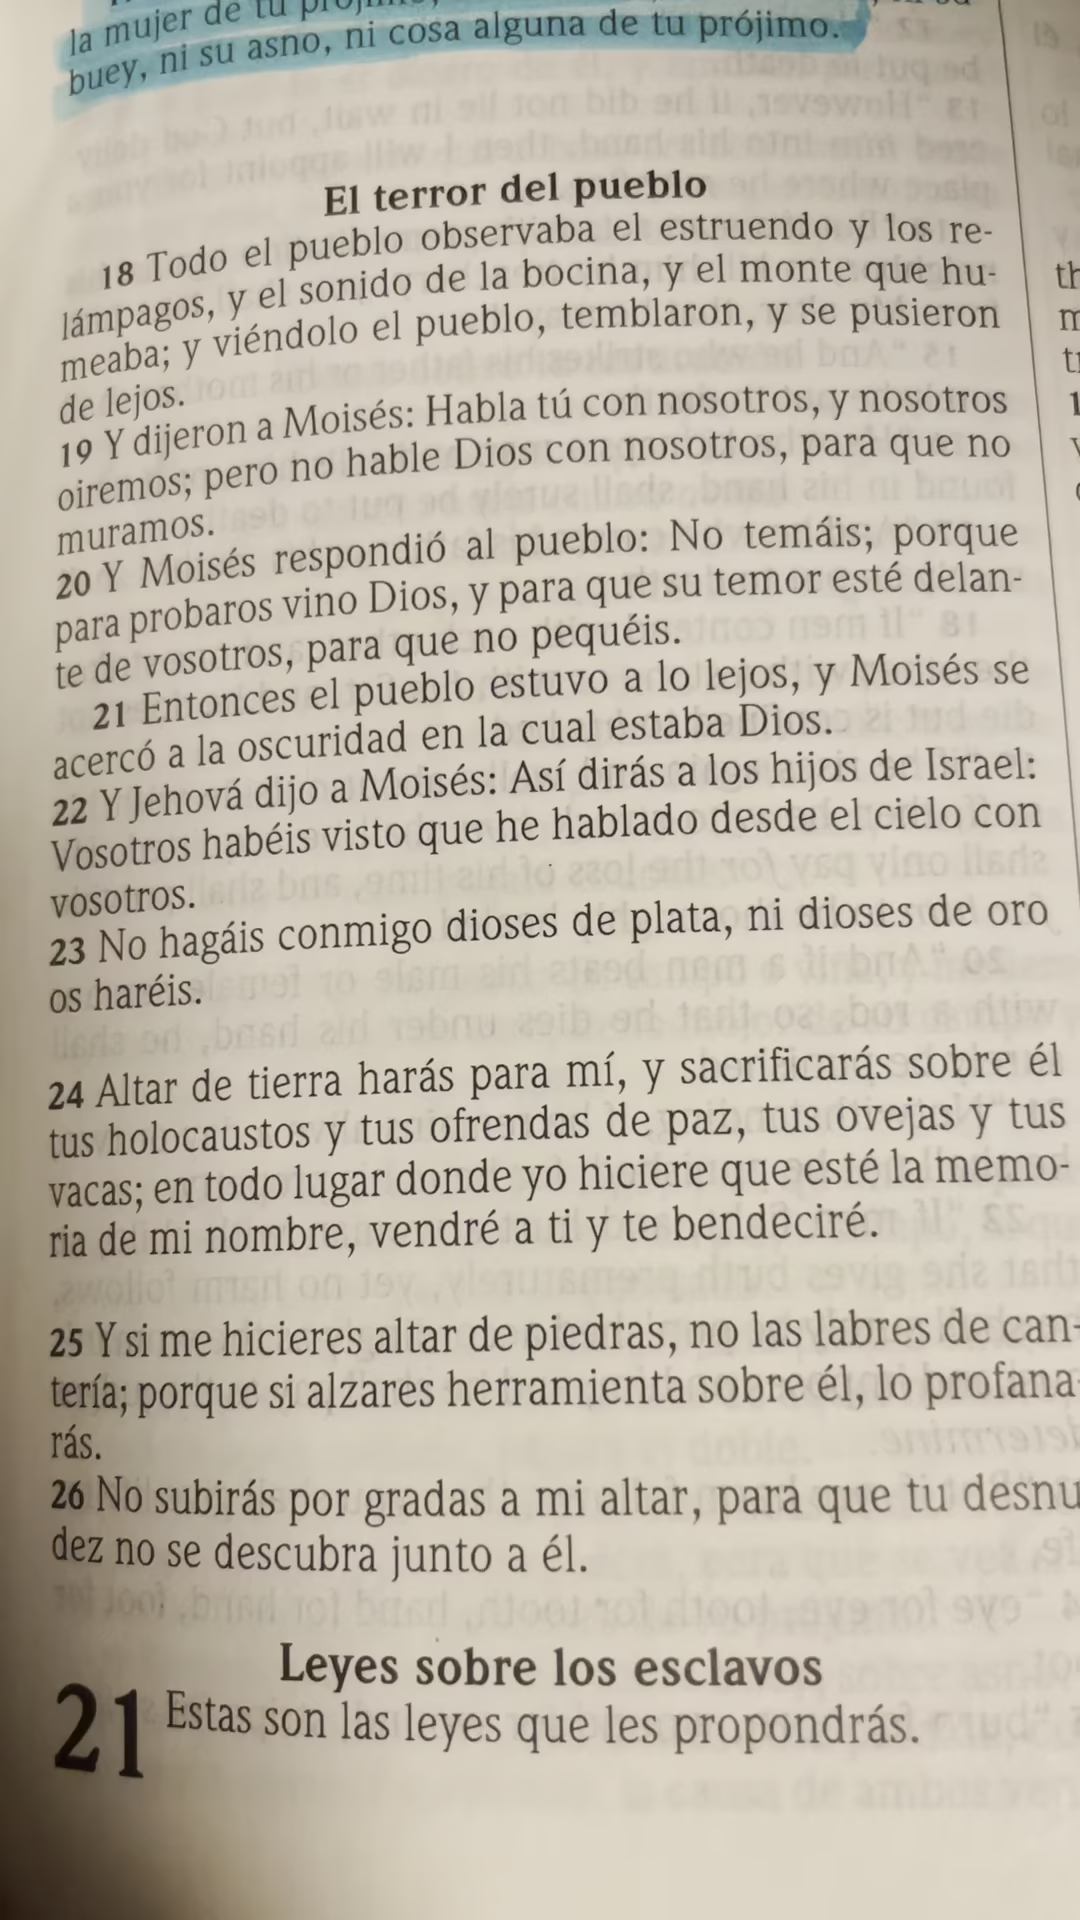 la mujer de tu
buey, ni su asno, ni cosa alguna de tu prójimo.
El terror del pueblo
18 Todo el pueblo observaba el estruendo y los re-
lámpagos, y el sonido de la bocina, y el monte que hu-
meaba; y viéndolo el pueblo, temblaron, y se pusieron
de lejos.
19 Y dijeron a Moisés: Habla tú con nosotros, y nosotros
oiremos; pero no hable Dios con nosotros, para que no
muramos.
20 Y Moisés respondió al pueblo: No temáis; porque
para probaros vino Dios, y para que su temor esté delan-
te de vosotros, para que no pequéis.
21 Entonces el pueblo estuvo a lo lejos, y Moisés se
acercó a la oscuridad en la cual estaba Dios.
22 Y Jehová dijo a Moisés: Así dirás a los hijos de Israel:
Vosotros habéis visto que he hablado desde el cielo con
vosotros.
23 No hagáis conmigo dioses de plata, ni dioses de oro
os haréis.
24 Altar de tierra harás para mí, y sacrificarás sobre él
tus holocaustos y tus ofrendas de paz, tus ovejas y tus
vacas; en todo lugar donde yo hiciere que esté la memo-
ria de mi nombre, vendré a ti y te bendeciré.
25 Y si me hicieres altar de piedras, no las labres de can-
tería; porque si alzares herramienta sobre él, lo profana-
rás.
26 No subirás por gradas a mi altar, para que tu desnu
dez no se descubra junto a él.
Leyes sobre los esclavos
21 Estas son las leyes que les propondrás.